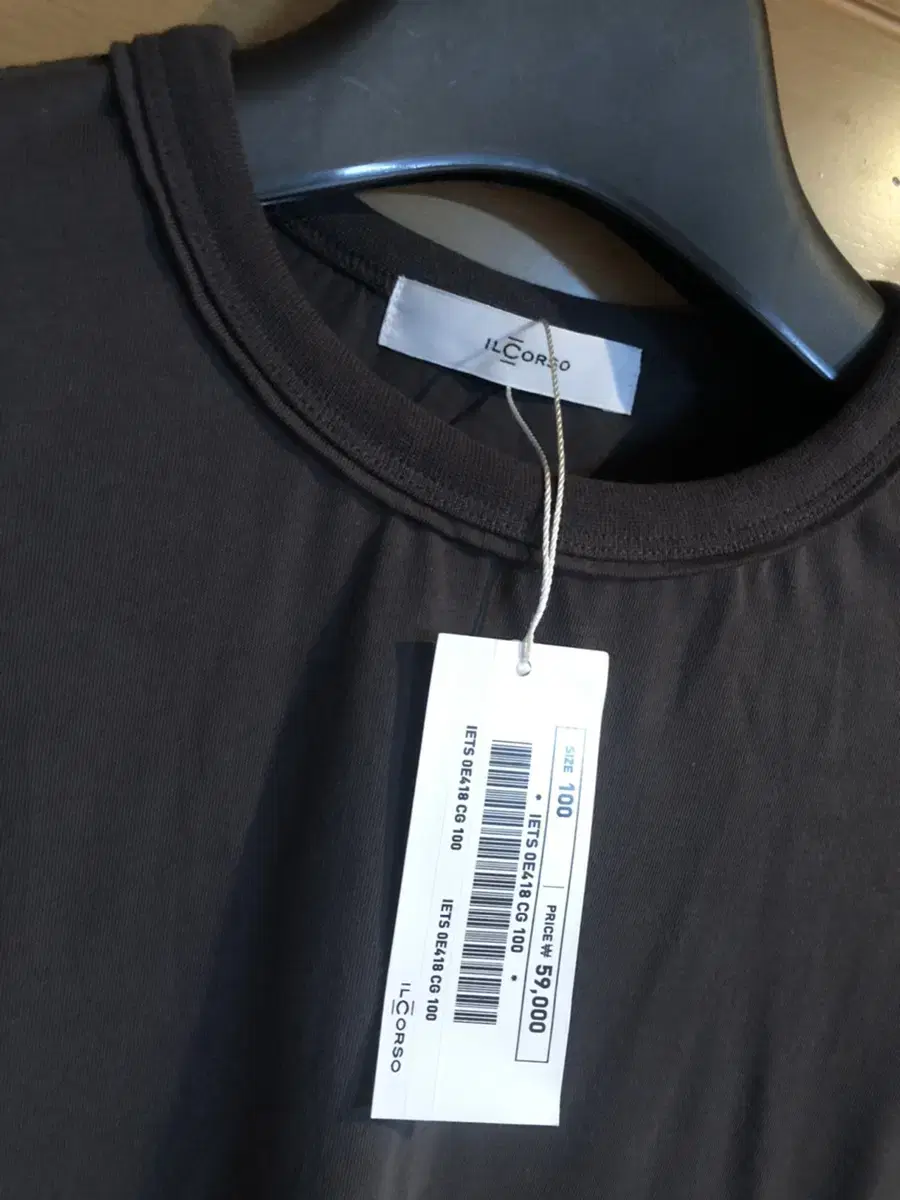 ILCORSO
SIZE 100 | PRICE ₩ 59,000
• IETS 0E418 CG 100 •
IETS 0E418 CG 100
IETS 0E418 CG 100
ILCORSO